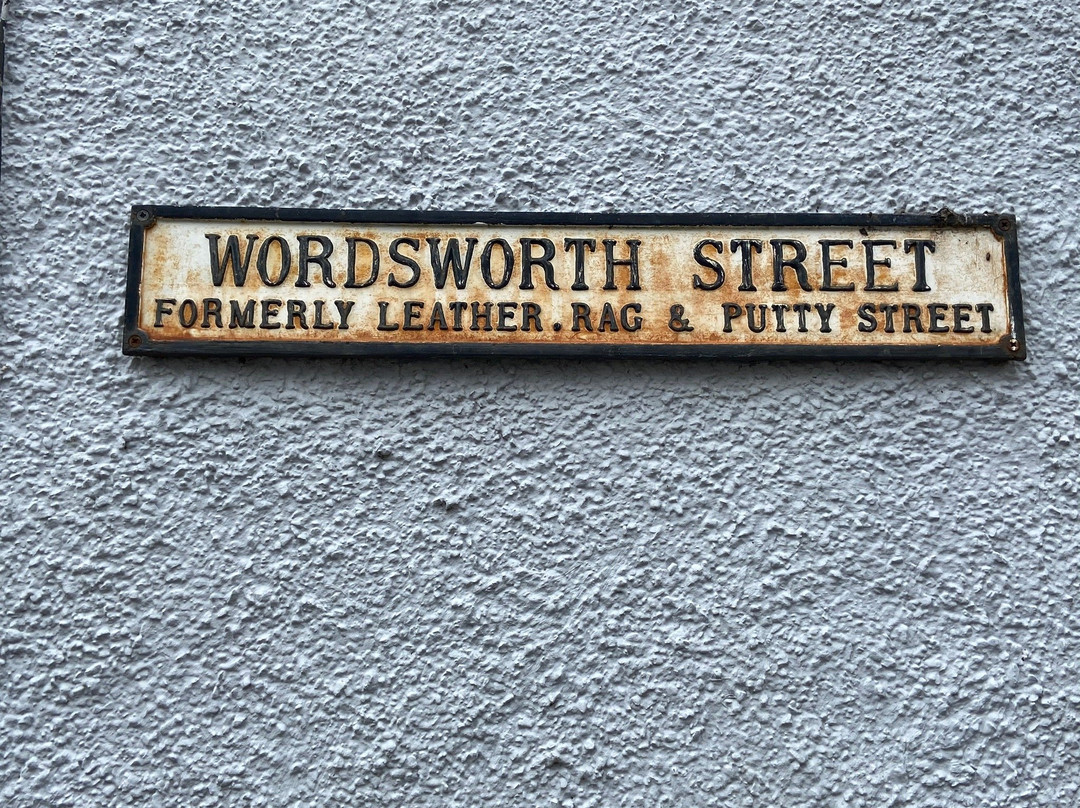 WORDSWORTH STREET
FORMERLY LEATHER. RAG & PUTTY STREET